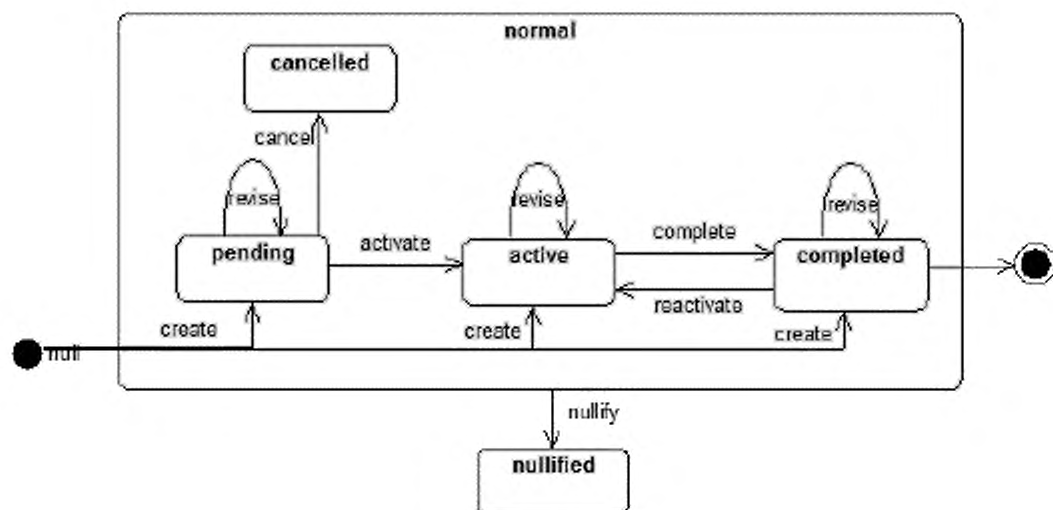 normal
cancelled
cancel
revise
revise
revise
pending
activate
active
complete
completed
reactivate
create
create
create
null
nullify
nullified